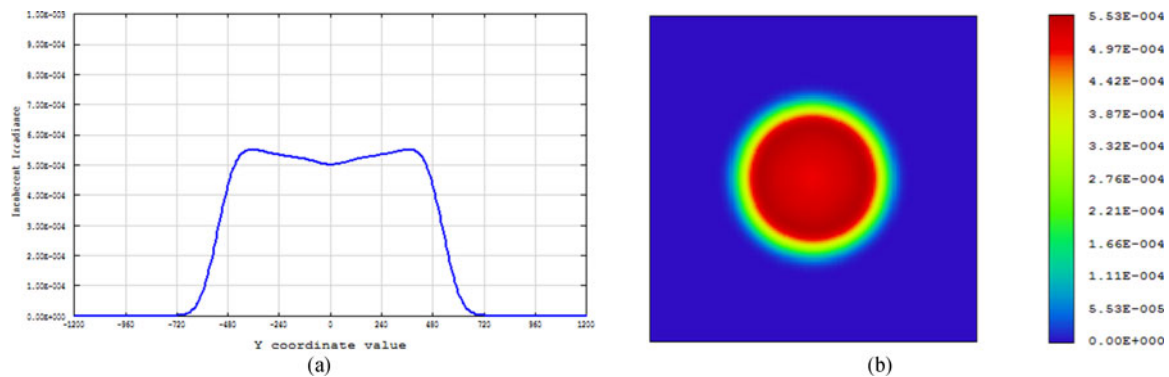 1.00E-003
9.00E-004
8.00E-004
7.00E-004
6.00E-004
5.00E-004
4.00E-004
3.00E-004
2.00E-004
1.00E-004
0.00E+000
Incoherent Irradiance
-1200 -960 -720 -480 -240 0 240 480 720 960 1200
Y coordinate value
(a)
5.53E-004
4.97E-004
4.42E-004
3.87E-004
3.32E-004
2.76E-004
2.21E-004
1.66E-004
1.11E-004
5.53E-005
0.00E+000
(b)